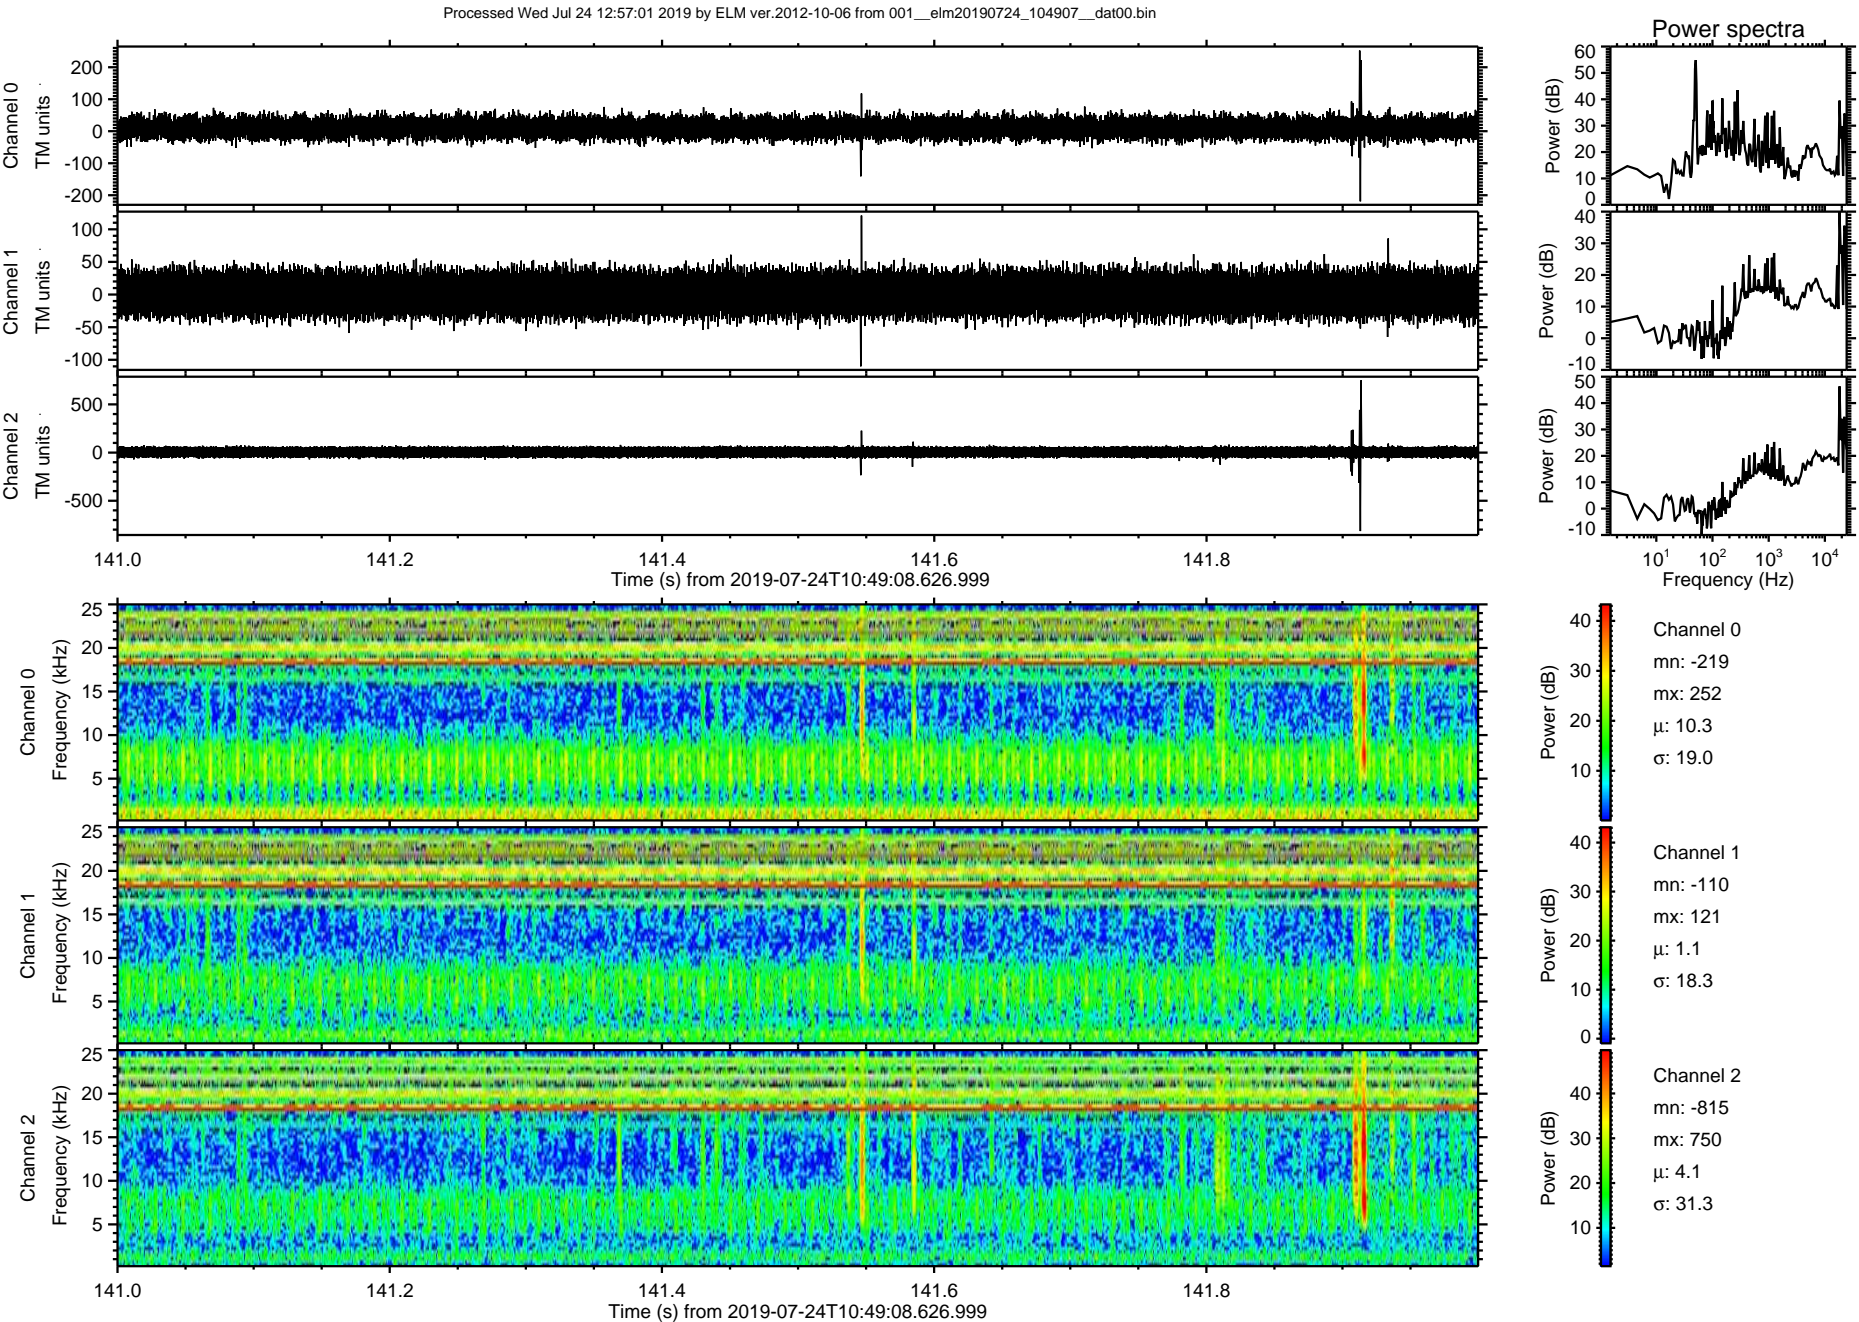 Processed Wed Jul 24 12:57:01 2019 by ELM ver.2012-10-06 from 001__elm20190724_104907__dat00.bin
Power spectra
Channel 0
TM units
200
100
0
-100
-200
Power (dB)
60
50
40
30
20
10
0
Channel 1
TM units
100
50
0
-50
-100
Power (dB)
40
30
20
10
0
-10
Channel 2
TM units
500
0
-500
Power (dB)
50
40
30
20
10
0
-10
141.0 141.2 141.4 141.6 141.8
Time (s) from 2019-07-24T10:49:08.626.999
10^1 10^2 10^3 10^4
Frequency (Hz)
Channel 0
Frequency (kHz)
25
20
15
10
5
Power (dB)
40
30
20
10
Channel 0
mn: -219
mx: 252
μ: 10.3
σ: 19.0
Channel 1
Frequency (kHz)
25
20
15
10
5
Power (dB)
40
30
20
10
0
Channel 1
mn: -110
mx: 121
μ: 1.1
σ: 18.3
Channel 2
Frequency (kHz)
25
20
15
10
5
Power (dB)
40
30
20
10
Channel 2
mn: -815
mx: 750
μ: 4.1
σ: 31.3
141.0 141.2 141.4 141.6 141.8
Time (s) from 2019-07-24T10:49:08.626.999